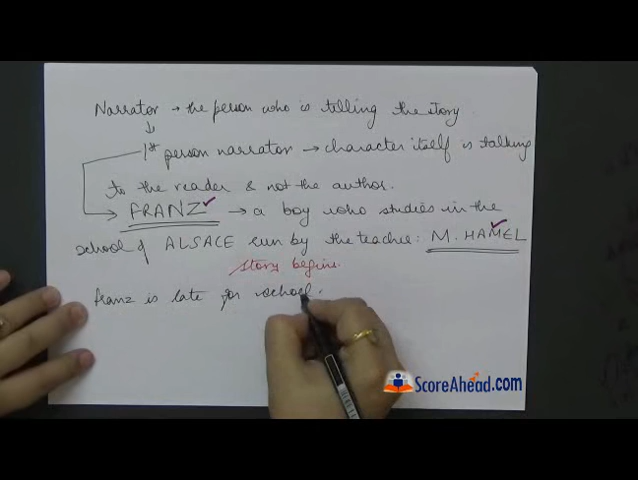 Narrator → the person who is telling the story
↓
1st person narrator → character itself is talking
to the reader & not the author.
FRANZ ✓ → a boy who studies in the
school of ALSACE run by the teacher: M. HAMEL ✓
Story begins.
franz is late for school.
ScoreAhead.com